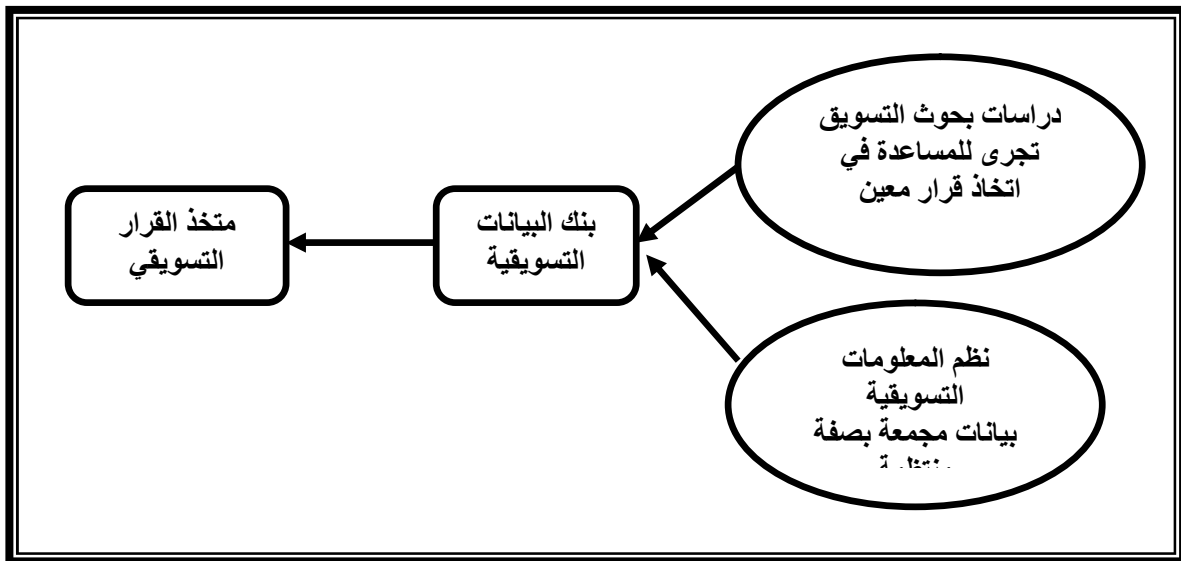 دراسات بحوث التسويق
تجرى للمساعدة في
اتخاذ قرار معين
بنك البيانات
التسويقية
متخذ القرار
التسويقي
نظم المعلومات
التسويقية
بيانات مجمعة بصفة